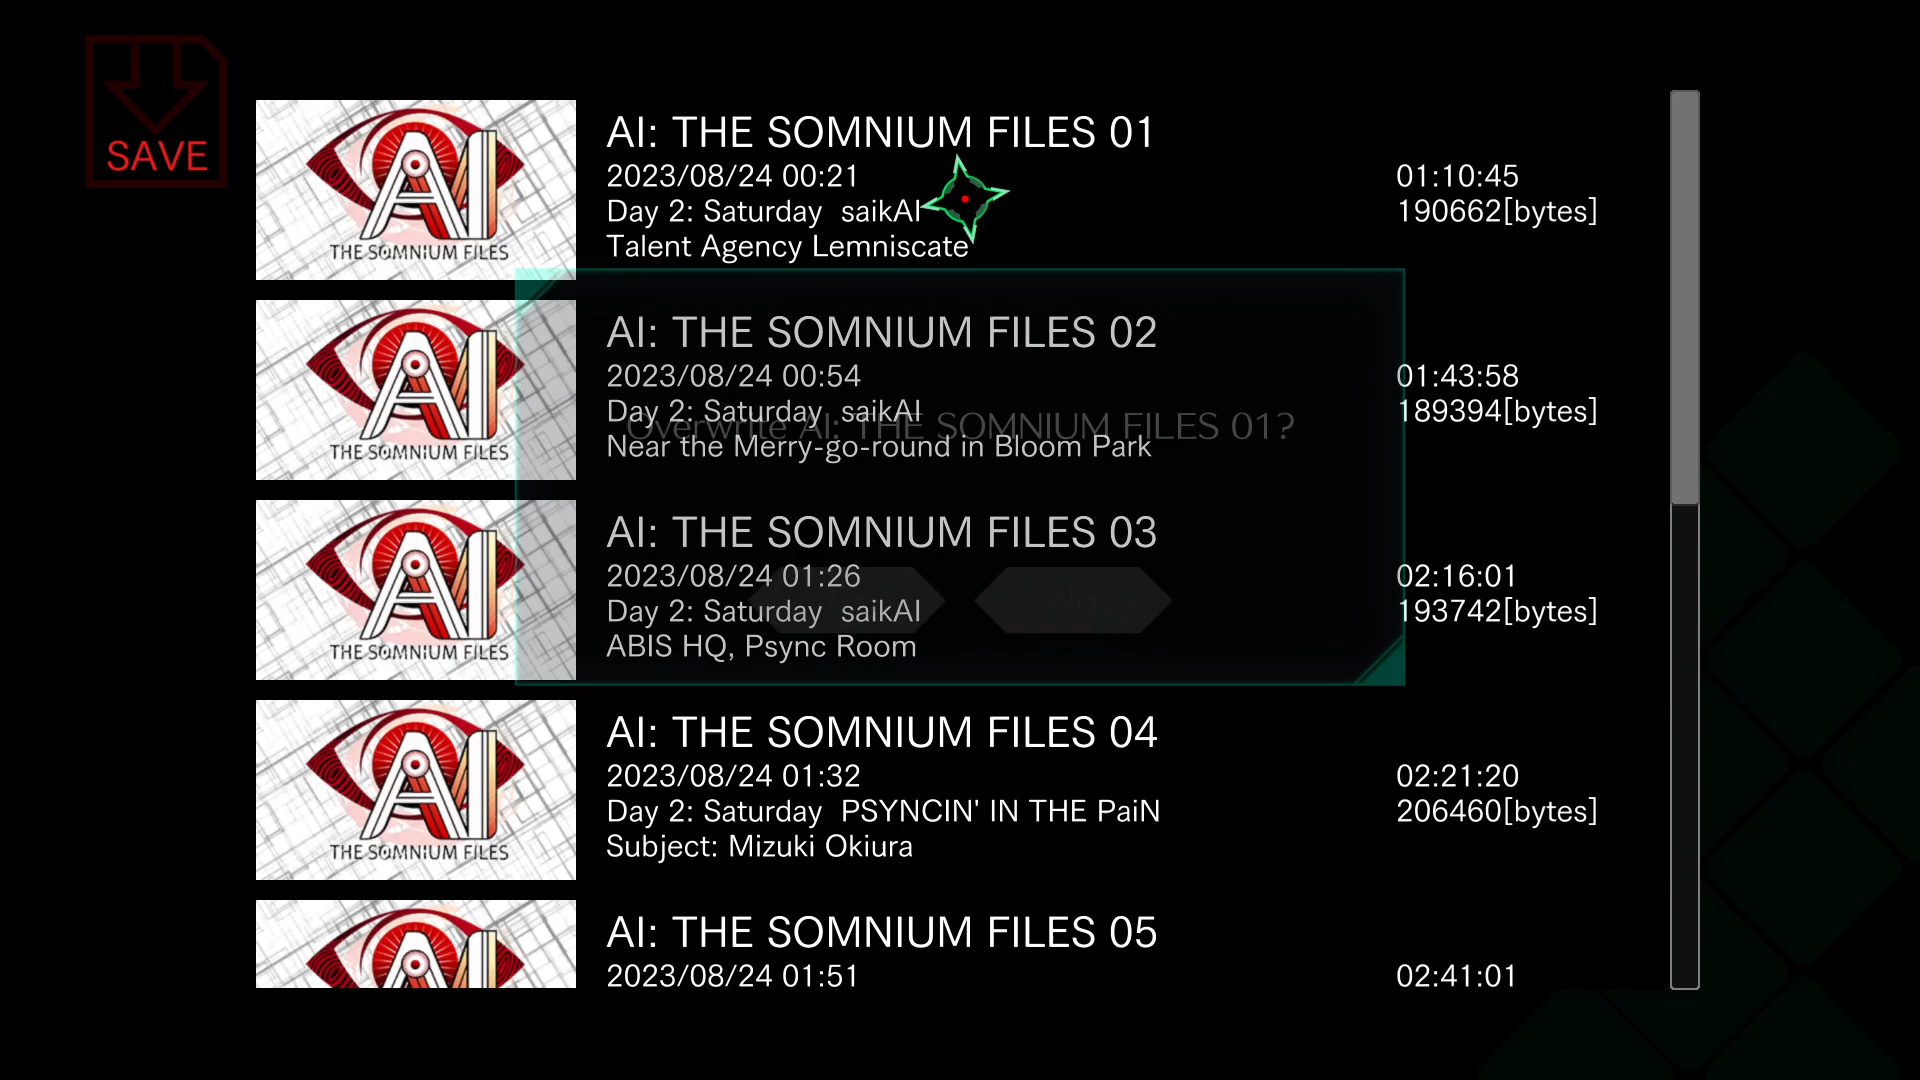 SAVE
AI: THE SOMNIUM FILES 01
2023/08/24 00:21
01:10:45
Day 2: Saturday  saikAI
190662[bytes]
Talent Agency Lemniscate
THE SOMNIUM FILES
AI: THE SOMNIUM FILES 02
2023/08/24 00:54
01:43:58
Day 2: Saturday  saikAI
189394[bytes]
Overwrite AI: THE SOMNIUM FILES 01?
Near the Merry-go-round in Bloom Park
THE SOMNIUM FILES
AI: THE SOMNIUM FILES 03
2023/08/24 01:26
02:16:01
No
Day 2: Saturday  saikAI
193742[bytes]
ABIS HQ, Psync Room
THE SOMNIUM FILES
AI: THE SOMNIUM FILES 04
2023/08/24 01:32
02:21:20
Day 2: Saturday  PSYNCIN' IN THE PaiN
206460[bytes]
Subject: Mizuki Okiura
THE SOMNIUM FILES
AI: THE SOMNIUM FILES 05
2023/08/24 01:51
02:41:01